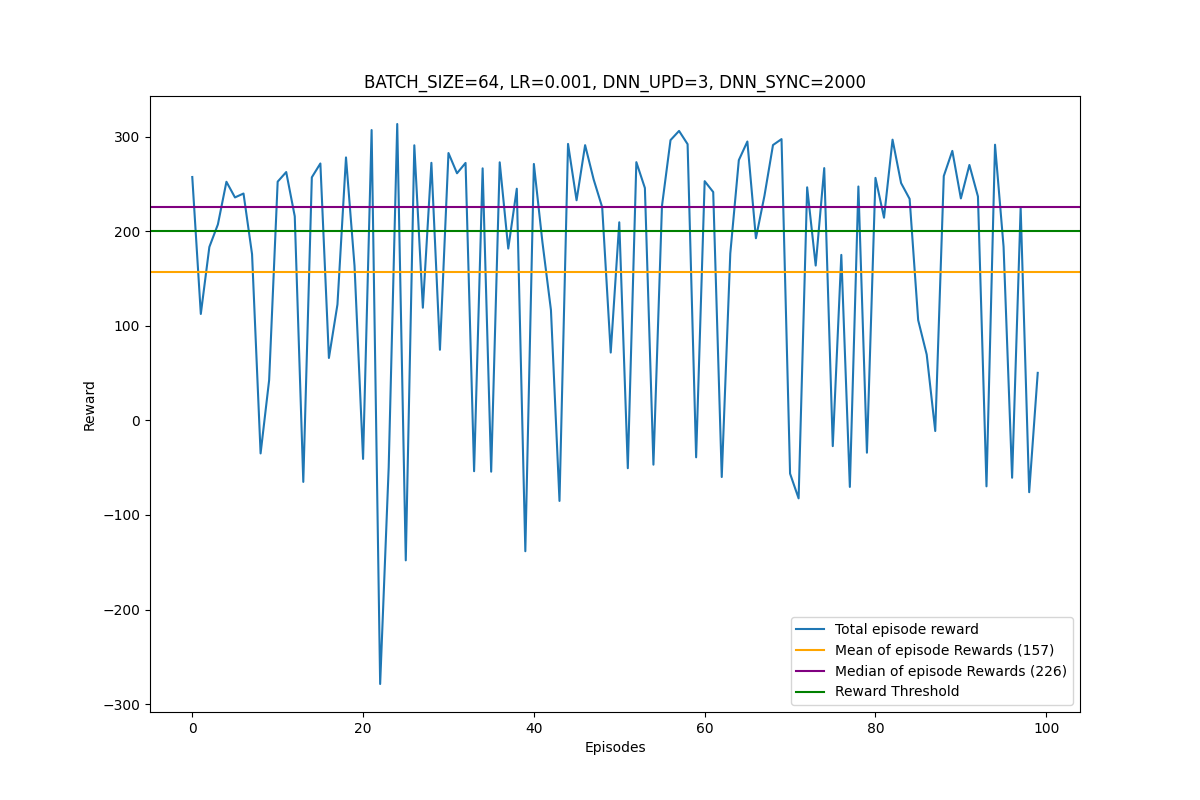 BATCH_SIZE=64, LR=0.001, DNN_UPD=3, DNN_SYNC=2000
300
200
100
0
−100
−200
−300
Reward
0 20 40 60 80 100
Episodes
Total episode reward
Mean of episode Rewards (157)
Median of episode Rewards (226)
Reward Threshold